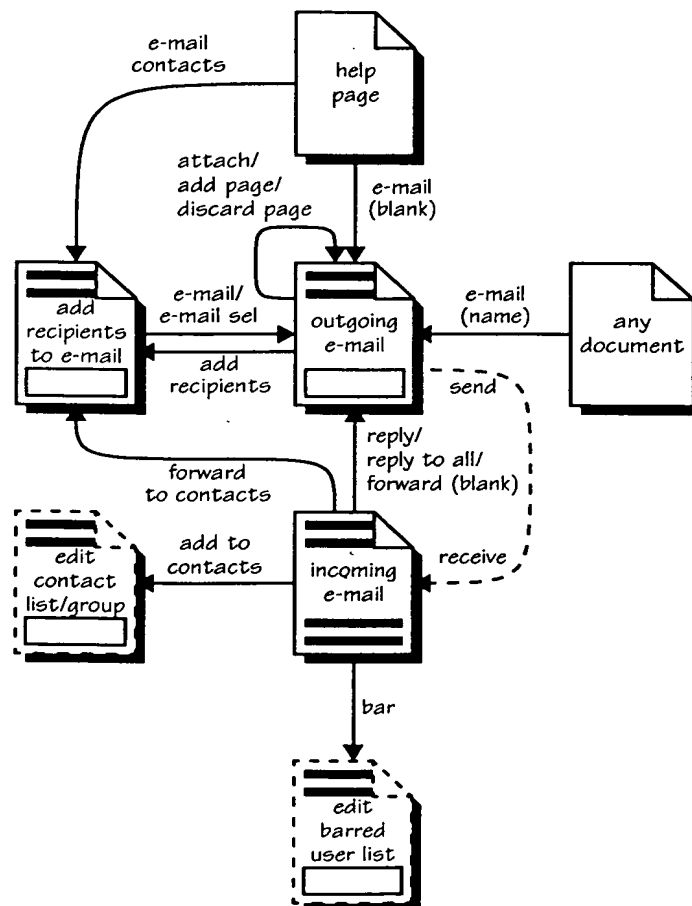 e-mail
contacts
help
page
attach/
add page/
discard page
e-mail
(blank)
add
recipients
to e-mail
e-mail/
e-mail sel
add
recipients
outgoing
e-mail
e-mail
(name)
any
document
send
reply/
reply to all/
forward (blank)
forward
to contacts
edit
contact
list/group
add to
contacts
incoming
e-mail
receive
bar
edit
barred
user list